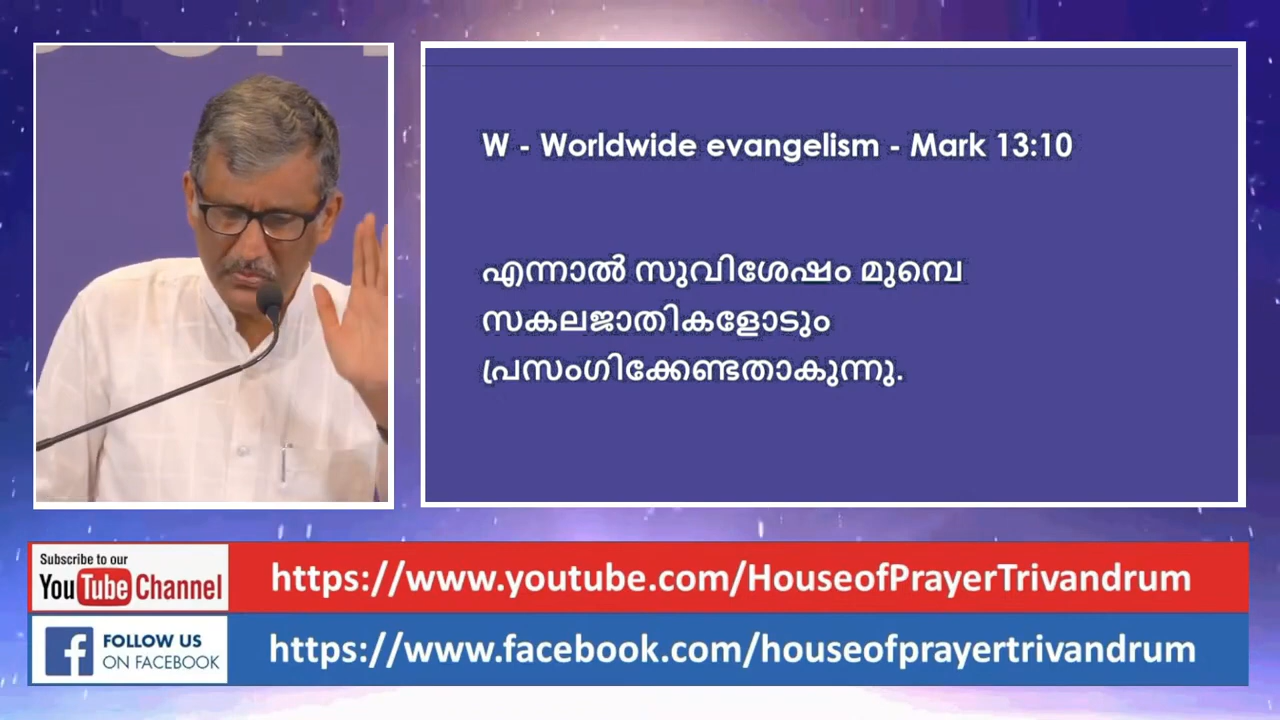 W - Worldwide evangelism - Mark 13:10
എന്നാൽ സുവിശേഷം മുമ്പെ
സകലജാതികളോടും
പ്രസംഗിക്കേണ്ടതാകുന്നു.
Subscribe to our
YouTube Channel
https://www.youtube.com/HouseofPrayerTrivandrum
FOLLOW US
ON FACEBOOK
https://www.facebook.com/houseofprayertrivandrum